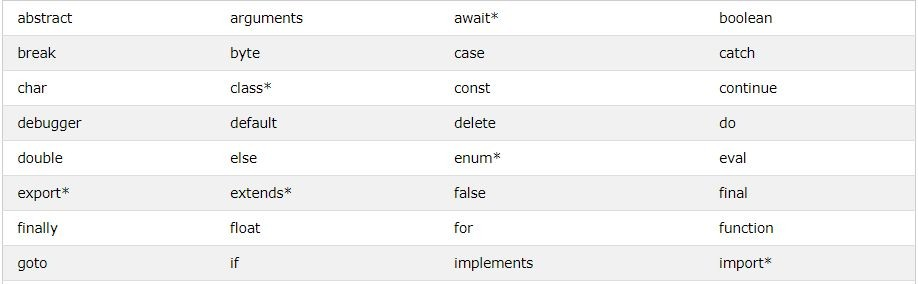 abstract arguments await* boolean
break byte case catch
char class* const continue
debugger default delete do
double else enum* eval
export* extends* false final
finally float for function
goto if implements import*